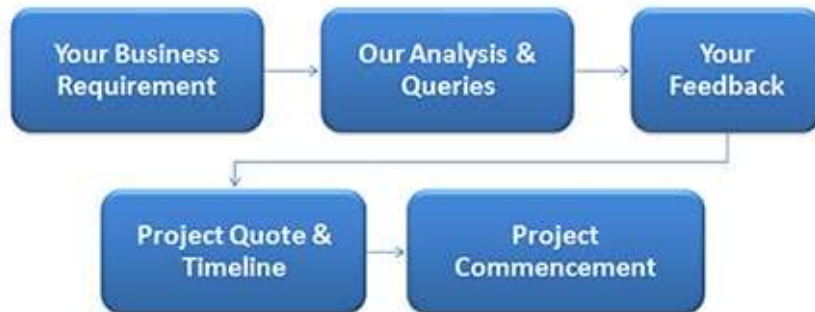 Your Business
Requirement
Our Analysis &
Queries
Your
Feedback
Project Quote &
Timeline
Project
Commencement